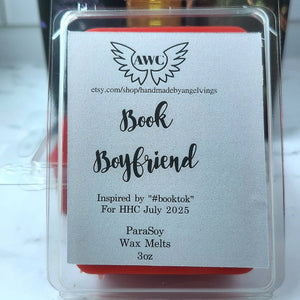 AWC
etsy.com/shop/handmadebyangelwings
Book
Boyfriend
Inspired by "#booktok"
For HHC July 2025
ParaSoy
Wax Melts
3oz